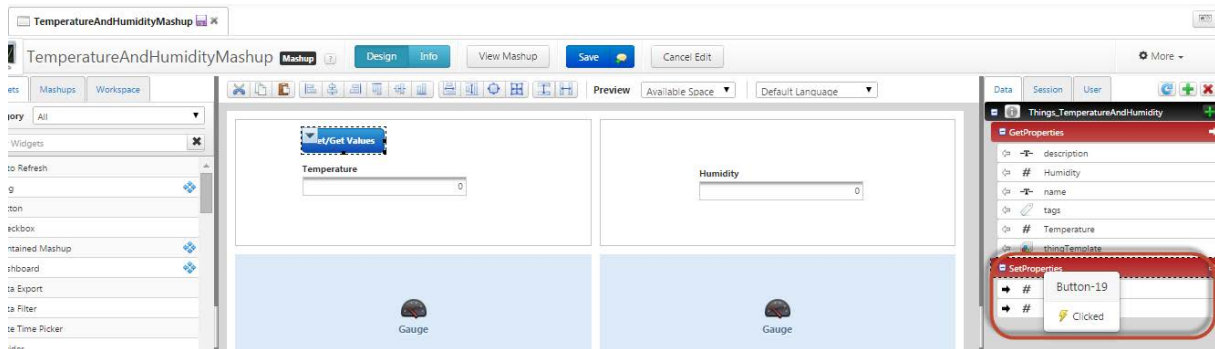 TemperatureAndHumidityMashup
TemperatureAndHumidityMashup Mashup ? Design Info View Mashup Save Cancel Edit More
ets Mashups Workspace Preview Available Space Default Language Data Session User
ory All Things_TemperatureAndHumidity
Widgets et/Get Values GetProperties
to Refresh Temperature Humidity -T- description
g 0 0 # Humidity
tton -T- name
eckbox tags
ntained Mashup # Temperature
shboard thingTemplate
ta Export SetProperties
ta Filter # Button-19
te Time Picker Gauge Gauge # Clicked